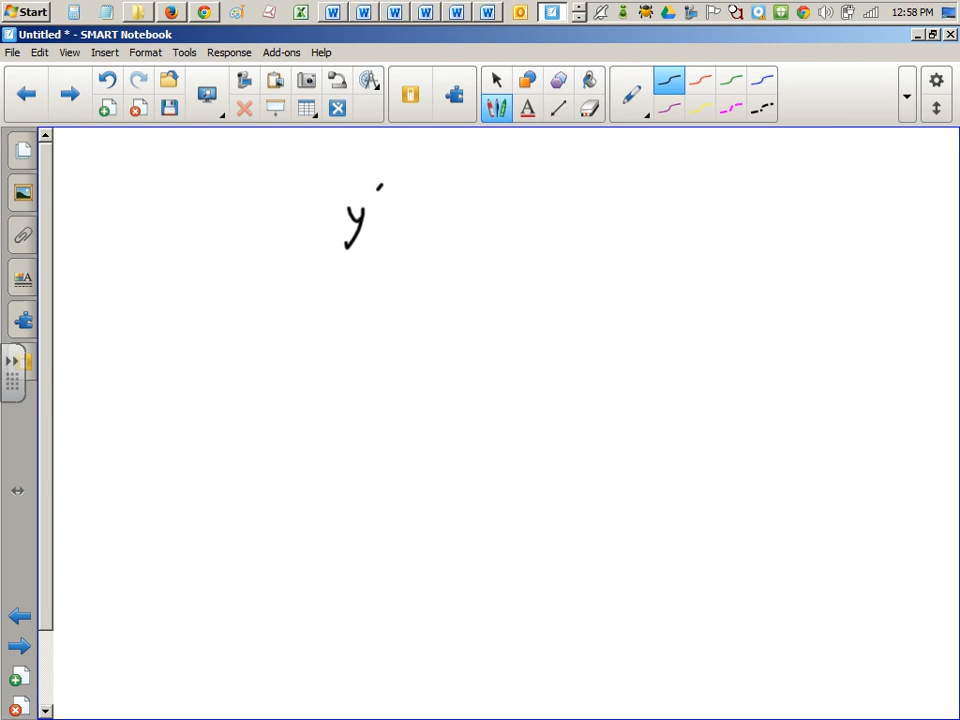 Start
12:58 PM
Untitled * - SMART Notebook
File Edit View Insert Format Tools Response Add-ons Help
y′